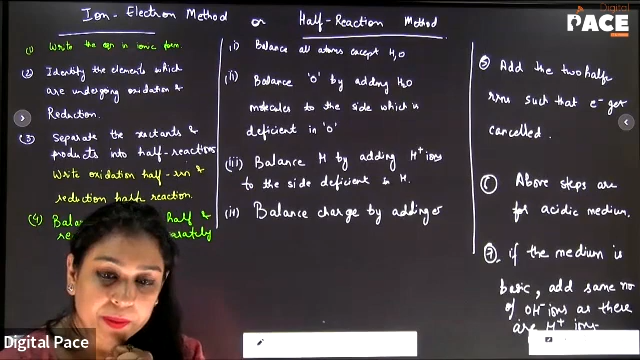 Ion-Electron Method or Half-Reaction Method
(1) Write the eqn in ionic form.
(2) Identify the elements which
are undergoing oxidation &
Reduction.
(3) Separate the reactants &
products into half-reactions
Write oxidation half-rxn &
reduction half reaction.
(4) half &
(i) Balance all atoms except H, O
(ii) Balance 'O' by adding H2O
molecules to the side which is
deficient in 'O'
(iii) Balance H by adding H+ ions
to the side deficient in H.
(iv) Balance charge by adding e
5 Add the two half
rxns such that e- get
cancelled.
Above steps are
for acidic medium.
7. if the medium is
basic, add same no
of OH- ions as there
are H+ ions
Digital
PACE
Digital Pace